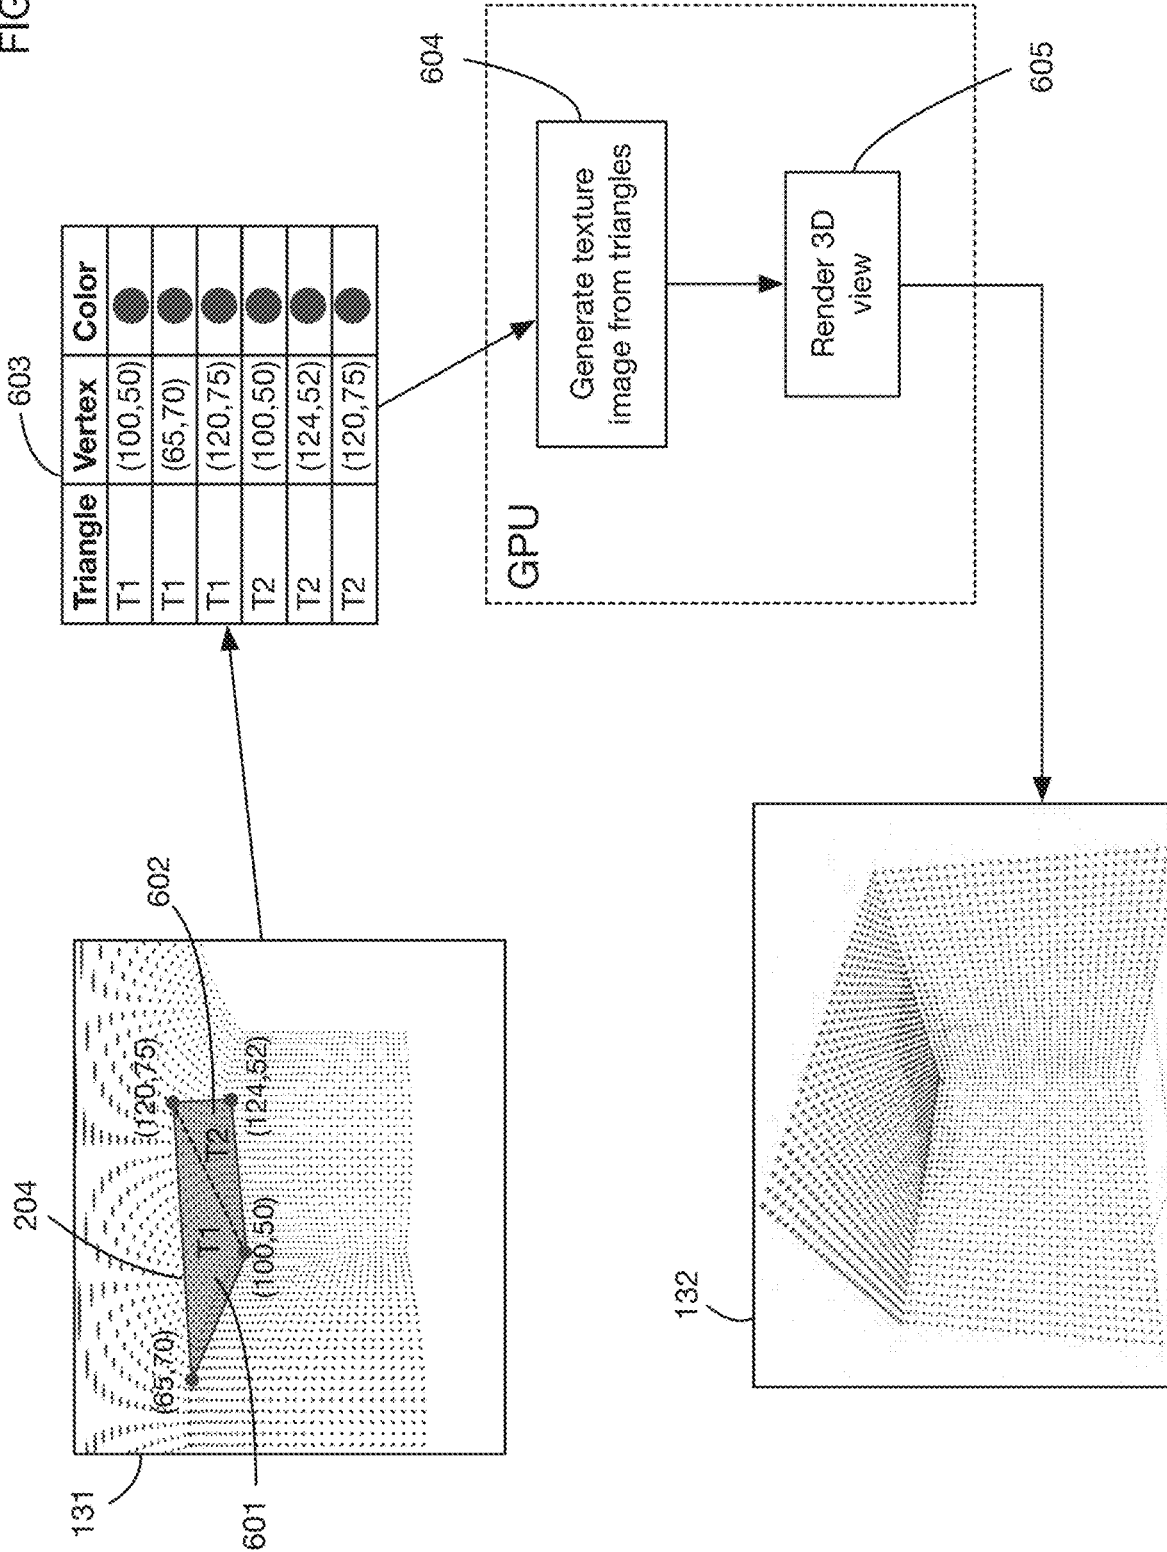 FIG
131
204
(65,70)
(120,75)
T1
T2
(100,50)
(124,52)
601
602
603
Triangle Vertex Color
T1 (100,50)
T1 (65,70)
T1 (120,75)
T2 (100,50)
T2 (124,52)
T2 (120,75)
GPU
604
Generate texture
image from triangles
605
Render 3D
view
132